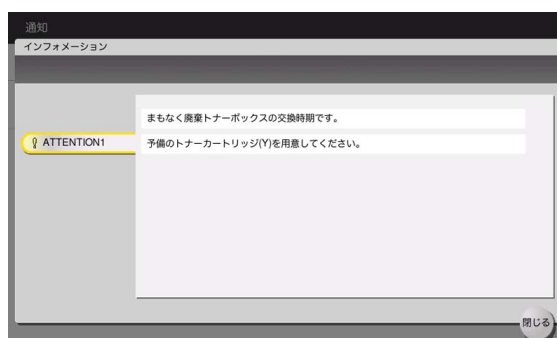 通知
インフォメーション
まもなく廃棄トナーボックスの交換時期です。
ATTENTION1
予備のトナーカートリッジ(Y)を用意してください。
閉じる